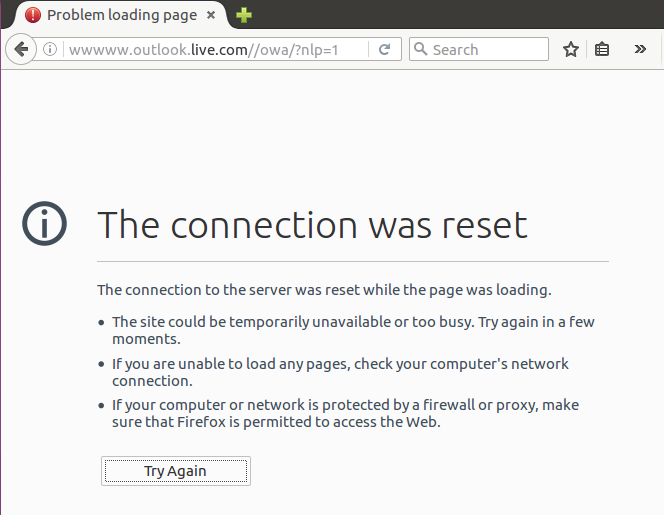 Problem loading page
wwwww.outlook.live.com//owa/?nlp=1
Search
The connection was reset
The connection to the server was reset while the page was loading.
The site could be temporarily unavailable or too busy. Try again in a few
moments.
If you are unable to load any pages, check your computer's network
connection.
If your computer or network is protected by a firewall or proxy, make
sure that Firefox is permitted to access the Web.
Try Again